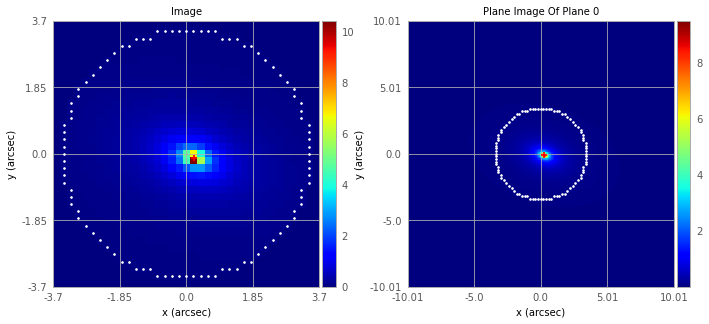 Image
3.7
1.85
0.0
-1.85
-3.7
y (arcsec)
-3.7 -1.85 0.0 1.85 3.7
x (arcsec)
10
8
6
4
2
0
Plane Image Of Plane 0
10.01
5.01
0.0
-5.0
-10.01
y (arcsec)
-10.01 -5.0 0.0 5.01 10.01
x (arcsec)
8
6
4
2